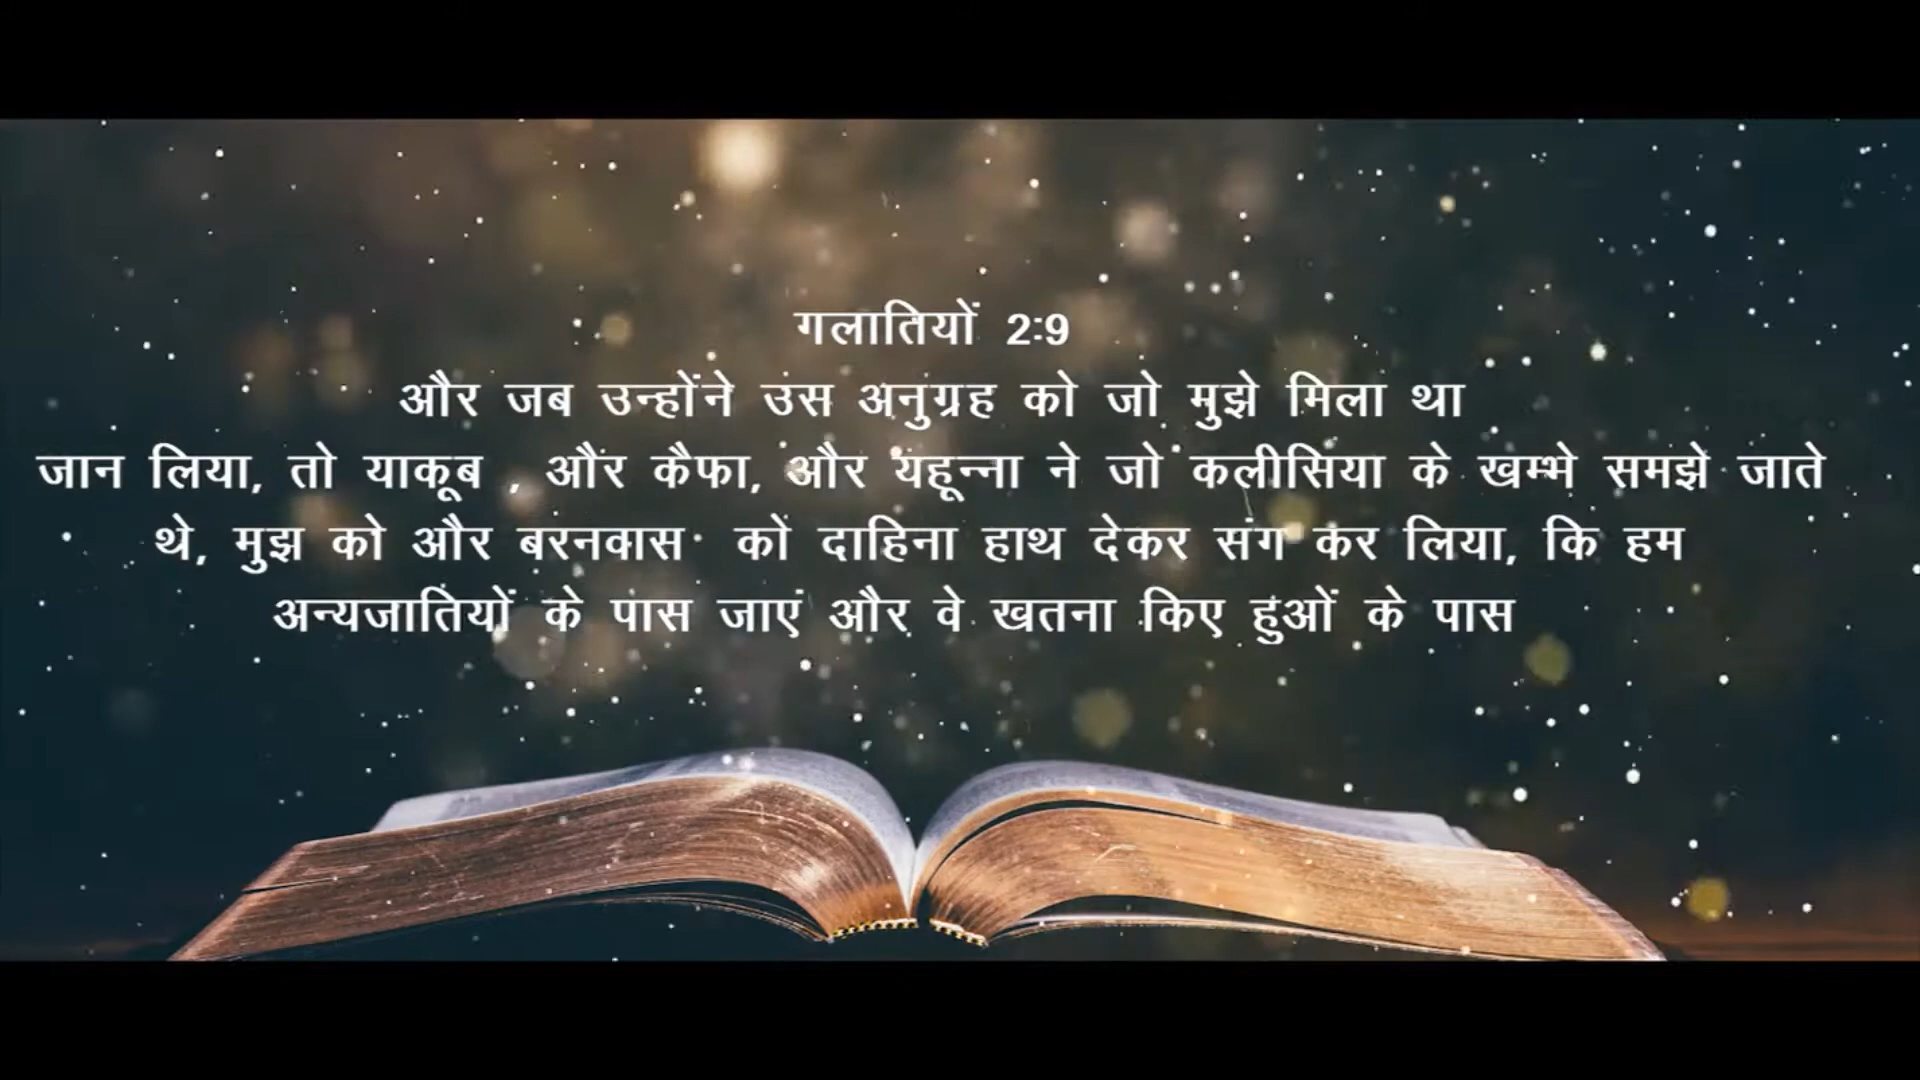 गलातियों 2:9
और जब उन्होंने उस अनुग्रह को जो मुझे मिला था
जान लिया, तो याकूब , और कैफा, और यहून्ना ने जो कलीसिया के खम्भे समझे जाते
थे, मुझ को और बरनवास को दाहिना हाथ देकर संग कर लिया, कि हम
अन्यजातियों के पास जाएं और वे खतना किए हुओं के पास